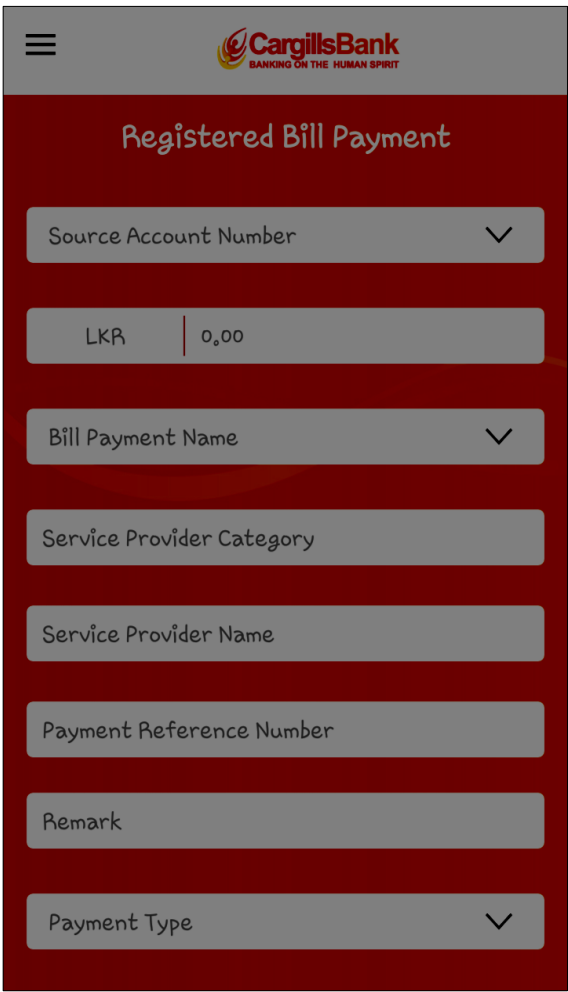 CargillsBank
BANKING ON THE HUMAN SPIRIT
Registered Bill Payment
Source Account Number
LKR 0.00
Bill Payment Name
Service Provider Category
Service Provider Name
Payment Reference Number
Remark
Payment Type